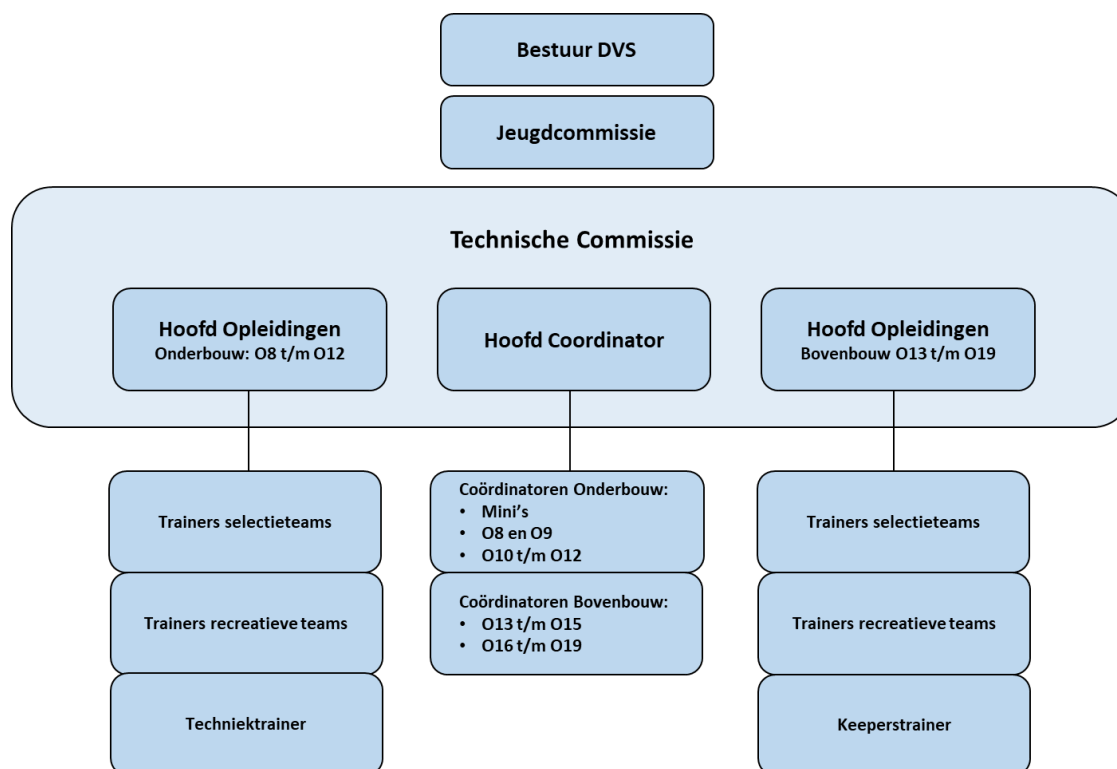 Bestuur DVS
Jeugdcommissie
Technische Commissie
Hoofd Opleidingen
Onderbouw: O8 t/m O12
Hoofd Coordinator
Hoofd Opleidingen
Bovenbouw O13 t/m O19
Trainers selectieteams
Trainers recreatieve teams
Techniektrainer
Coördinatoren Onderbouw:
• Mini's
• O8 en O9
• O10 t/m O12
Coördinatoren Bovenbouw:
• O13 t/m O15
• O16 t/m O19
Trainers selectieteams
Trainers recreatieve teams
Keeperstrainer